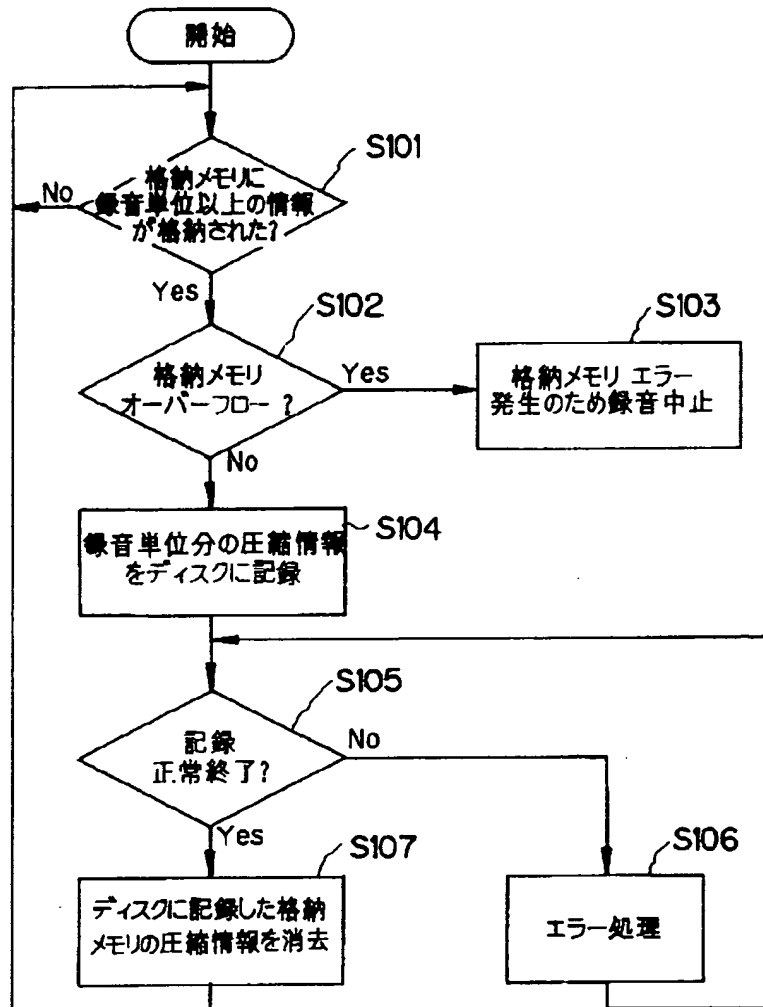 開始
S101
格納メモリに
録音単位以上の情報
が格納された?
No
Yes
S102
格納メモリ
オーバーフロー ?
Yes
No
S103
格納メモリ エラー
発生のため録音中止
S104
録音単位分の圧縮情報
をディスクに記録
S105
記録
正常終了?
No
Yes
S107
ディスクに記録した格納
メモリの圧縮情報を消去
S106
エラー処理